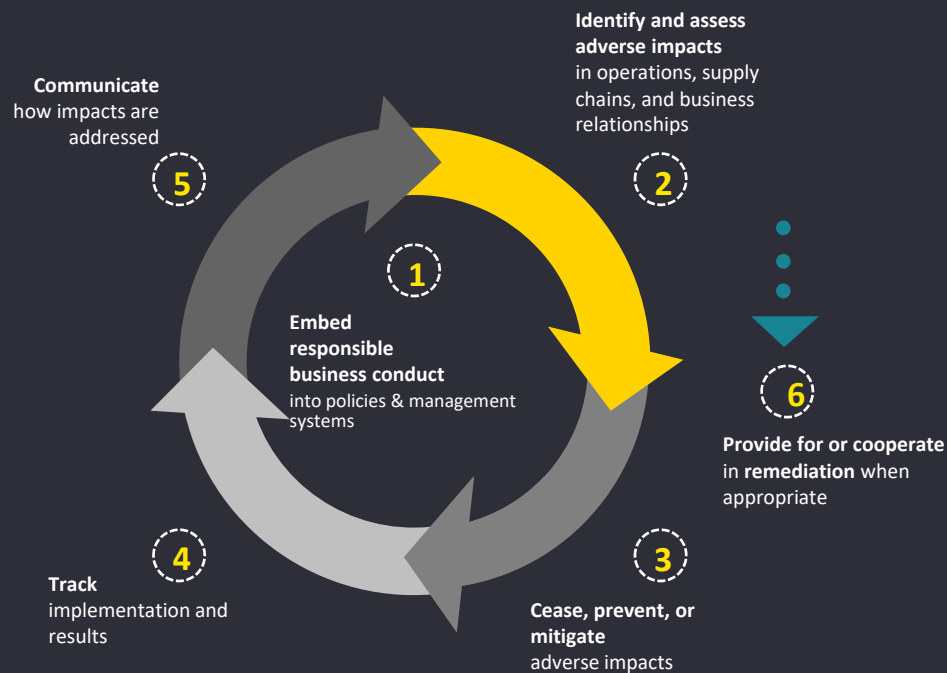 1
Embed
responsible
business conduct
into policies & management
systems
2
Identify and assess
adverse impacts
in operations, supply
chains, and business
relationships
3
Cease, prevent, or
mitigate
adverse impacts
4
Track
implementation and
results
5
Communicate
how impacts are
addressed
6
Provide for or cooperate
in remediation when
appropriate